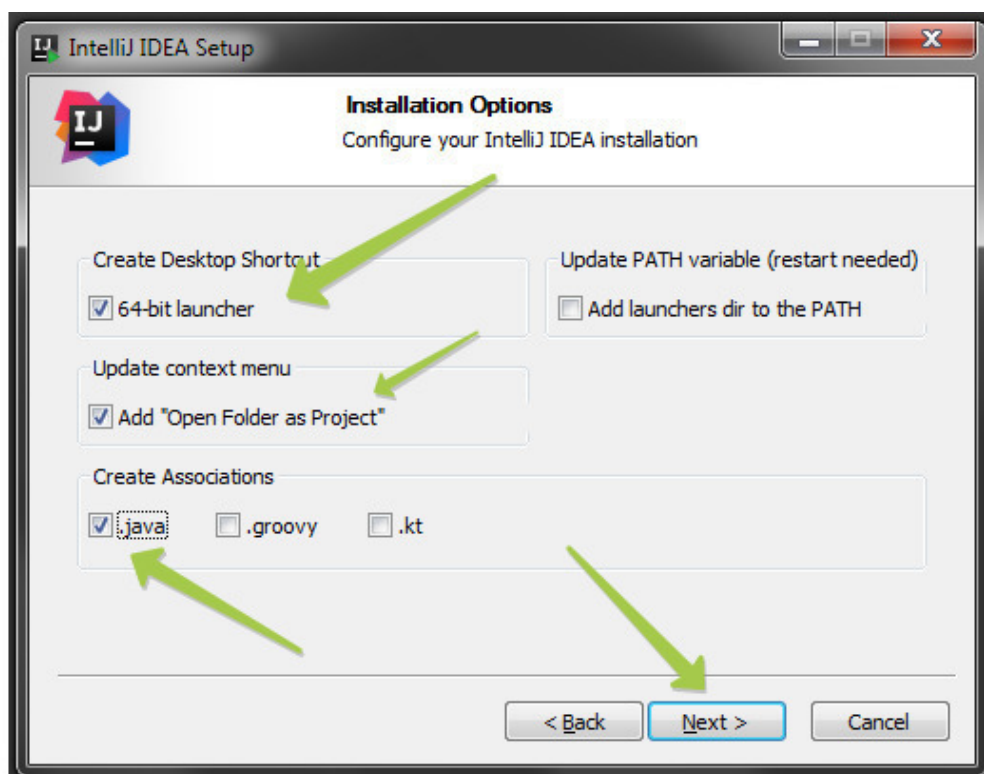 IntelliJ IDEA Setup
IJ
Installation Options
Configure your IntelliJ IDEA installation
Create Desktop Shortcut
Update PATH variable (restart needed)
64-bit launcher
Add launchers dir to the PATH
Update context menu
Add "Open Folder as Project"
Create Associations
.java .groovy .kt
< Back Next > Cancel